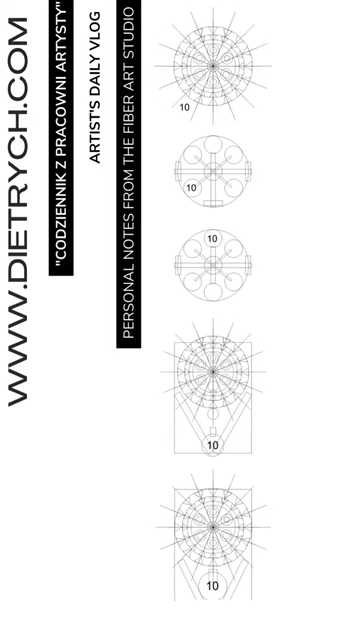 WWW.DIETRYCH.COM
"CODZIENNIK Z PRACOWNI ARTYSTY"
ARTIST'S DAILY VLOG
PERSONAL NOTES FROM THE FIBER ART STUDIO
10
10
10
10
10